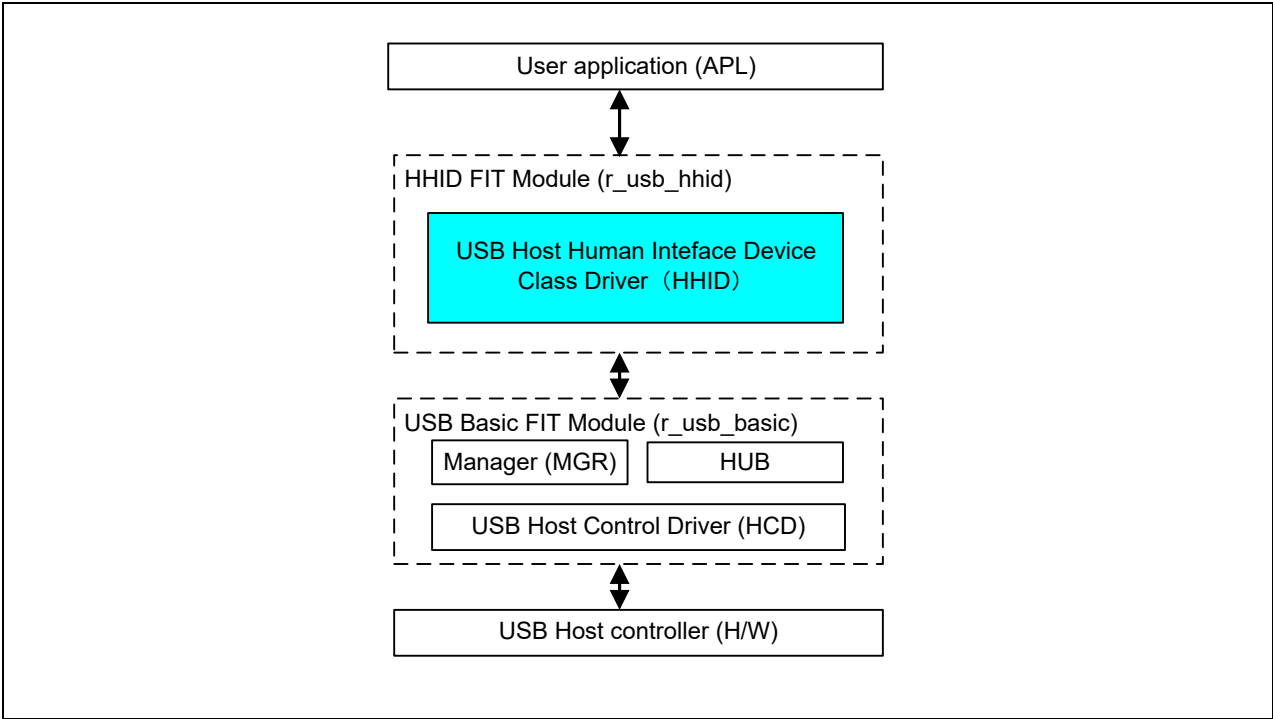 User application (APL)
HHID FIT Module (r_usb_hhid)
USB Host Human Inteface Device
Class Driver（HHID）
USB Basic FIT Module (r_usb_basic)
Manager (MGR)
HUB
USB Host Control Driver (HCD)
USB Host controller (H/W)